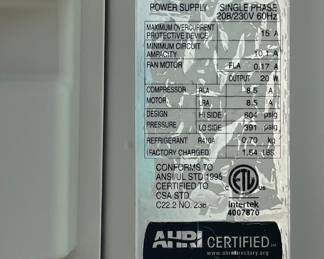 POWER SUPPLY SINGLE PHASE
208/230V 60Hz
MAXIMUM OVERCURRENT
PROTECTIVE DEVICE 15 A
MINIMUM CIRCUIT
AMPACITY 10.1 A
FAN MOTOR FLA 0.17 A
OUTPUT 20 W
COMPRESSOR RLA 8.5 A
MOTOR LRA 8.5 A
DESIGN HI SIDE 604 psig
PRESSURE LO SIDE 391 psig
REFRIGERANT R410A 0.70 kg
(FACTORY CHARGED) 1.54 LBS
CONFORMS TO
ANSI/UL STD 1995
CERTIFIED TO
CSA STD
C22.2 NO. 236
ETL
C US
Intertek
4007870
AHRI CERTIFIED™
www.ahridirectory.org